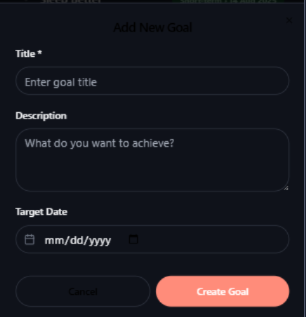 Add New Goal
Title *
Enter goal title
Description
What do you want to achieve?
Target Date
mm/dd/yyyy
Cancel
Create Goal